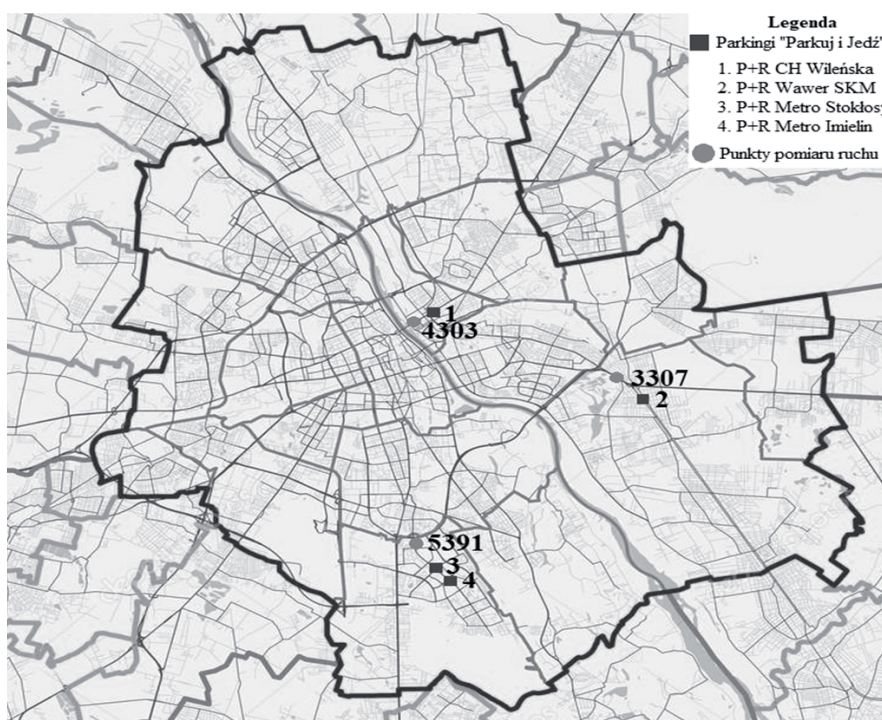 Legenda
Parkingi "Parkuj i Jedź"
1. P+R CH Wileńska
2. P+R Wawer SKM
3. P+R Metro Stokłosy
4. P+R Metro Imielin
Punkty pomiaru ruchu
1
4303
3307
2
5391
3
4